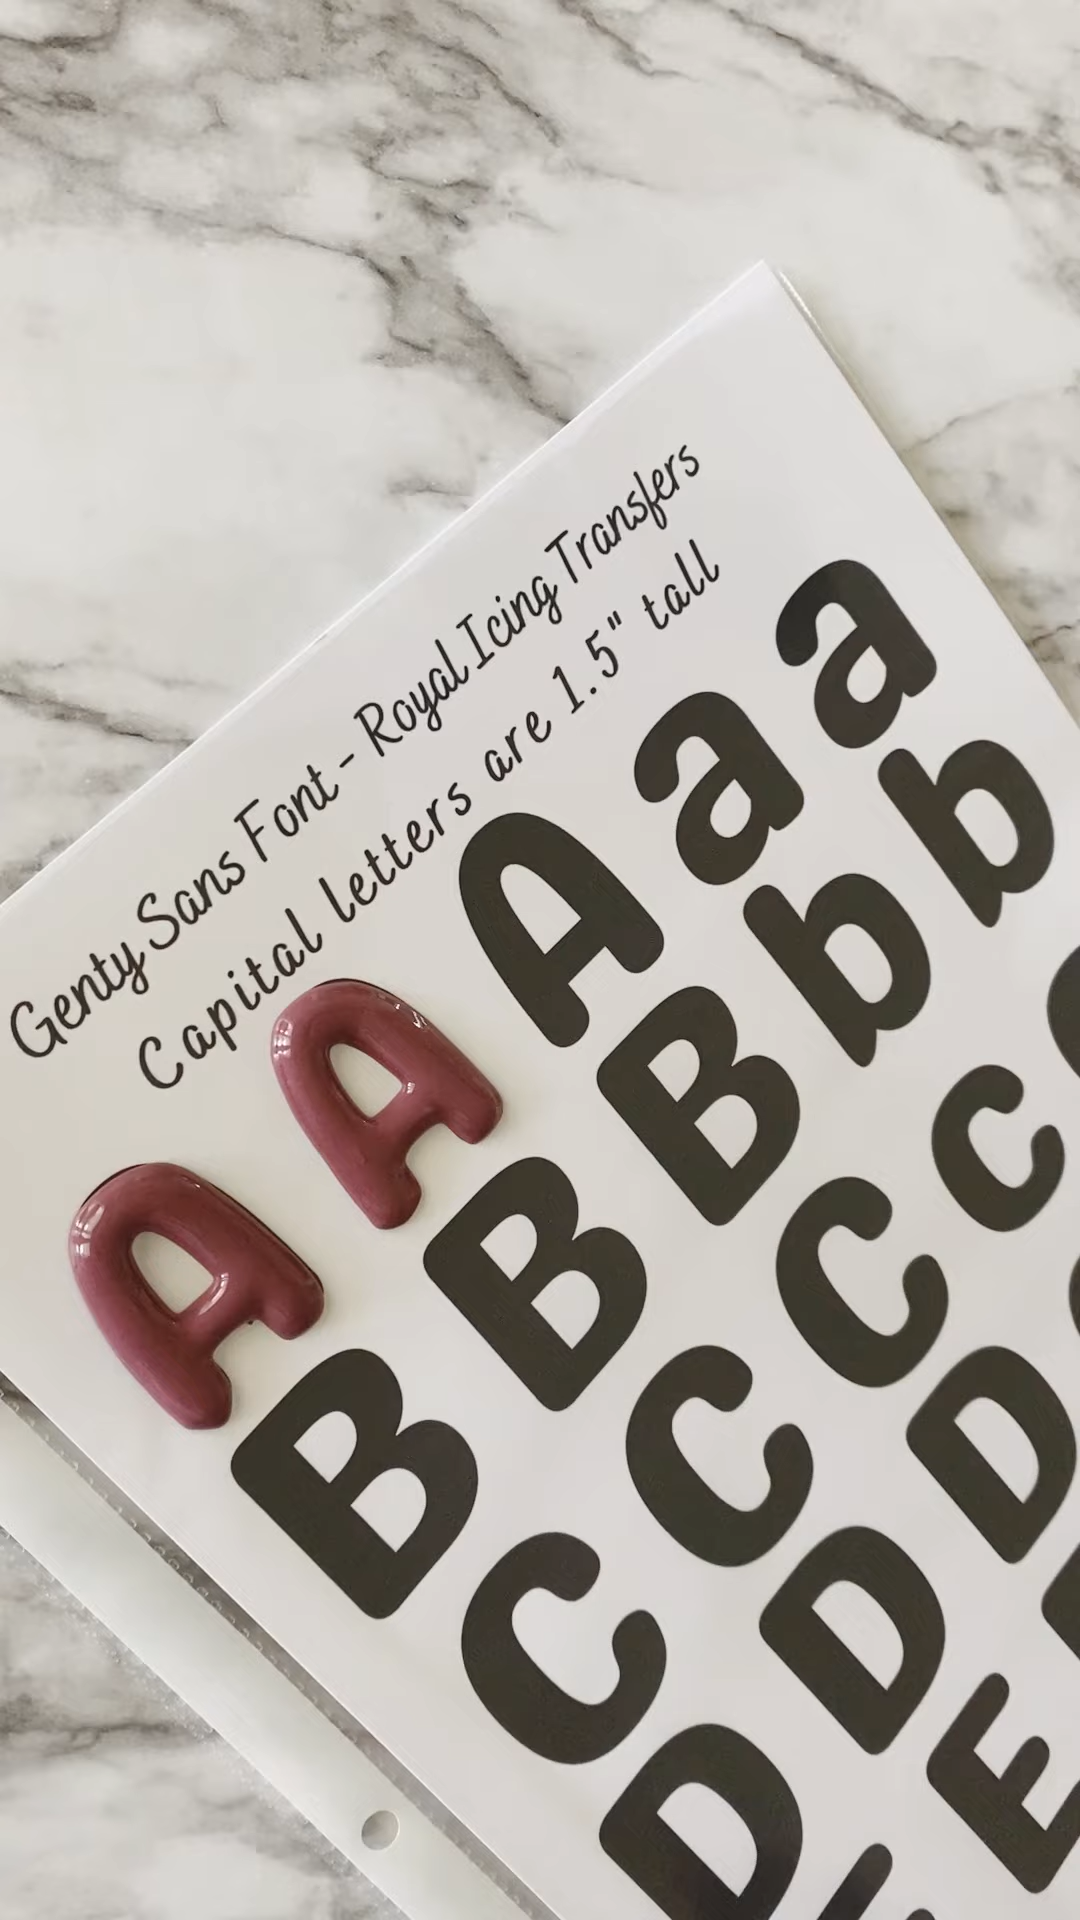 Genty Sans Font - Royal Icing Transfers
Capital letters are 1.5" tall
A A A a a
B B B b b
C C C c
D D D
E